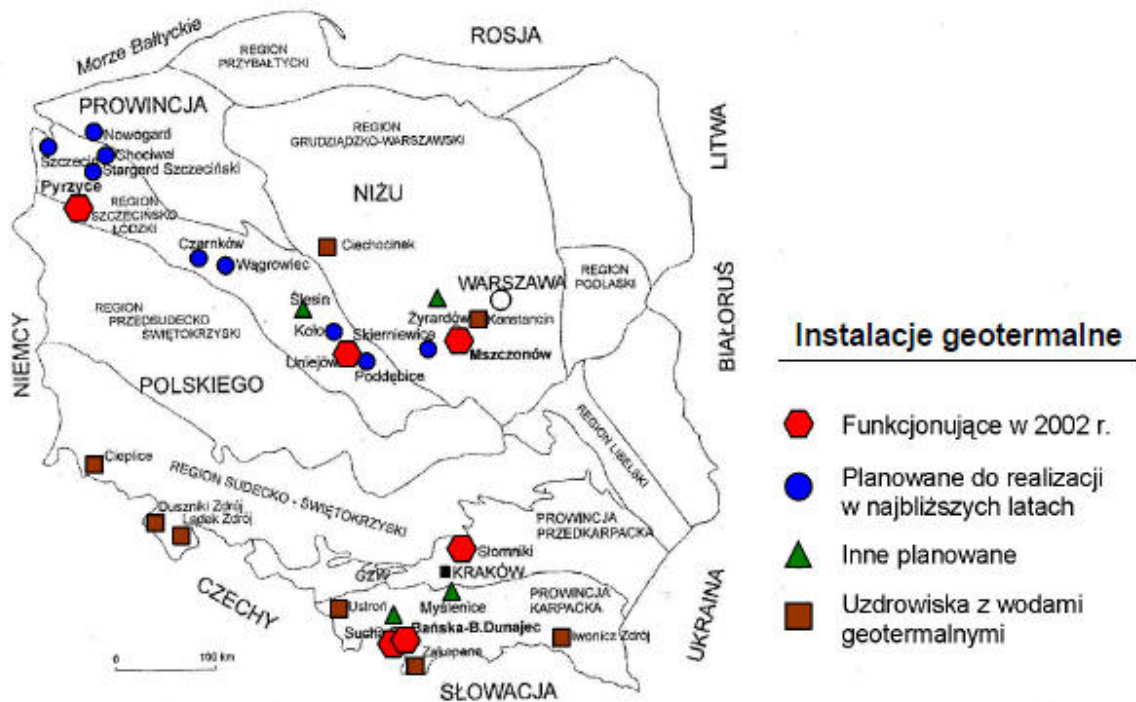 Morze Bałtyckie
ROSJA
REGION
PRZYBAŁTYCKI
PROWINCJA
REGION
GRUDZIĄDZKO-WARSZAWSKI
LITWA
Nowogard
Szczecin
Chociwel
Stargard Szczeciński
Pyrzyce
NIŻU
REGION
SZCZECIŃSKO
ŁÓDZKI
Czarnków
Wągrowiec
Ciechocinek
WARSZAWA
REGION
PODLASKI
BIAŁORUŚ
NIEMCY
REGION
PRZEDSUDECKO
ŚWIĘTOKRZYSKI
Ślesin
Koło
Skierniewice
Żyrardów
Konstancin
Mszczonów
Uniejów
Poddębice
POLSKIEGO
REGION LUBELSKI
Cieplice
REGION SUDECKO - ŚWIĘTOKRZYSKI
Duszniki Zdrój
Lądek Zdrój
PROWINCJA
PRZEDKARPACKA
Słomniki
GZW
KRAKÓW
CZECHY
Ustroń
Myślenice
PROWINCJA
KARPACKA
UKRAINA
Sucha
Bańska-B.Dunajec
Iwonicz Zdrój
Zakopane
0
100 km
SŁOWACJA
Instalacje geotermalne
Funkcjonujące w 2002 r.
Planowane do realizacji
w najbliższych latach
Inne planowane
Uzdrowiska z wodami
geotermalnymi